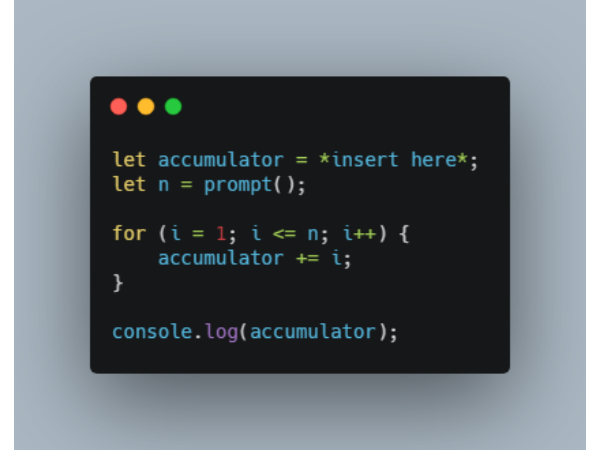 let accumulator = *insert here*;
let n = prompt();
for (i = 1; i <= n; i++) {
    accumulator += i;
}
console.log(accumulator);